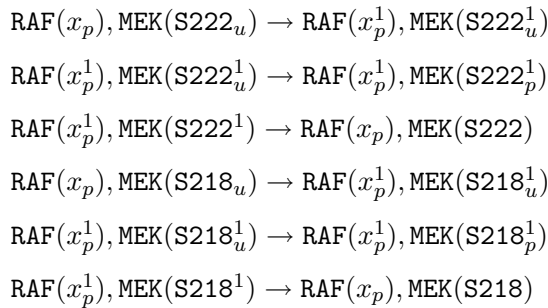 RAF(x_p), MEK(S222_u) → RAF(x_p^1), MEK(S222_u^1)
RAF(x_p^1), MEK(S222_u^1) → RAF(x_p^1), MEK(S222_p^1)
RAF(x_p^1), MEK(S222^1) → RAF(x_p), MEK(S222)
RAF(x_p), MEK(S218_u) → RAF(x_p^1), MEK(S218_u^1)
RAF(x_p^1), MEK(S218_u^1) → RAF(x_p^1), MEK(S218_p^1)
RAF(x_p^1), MEK(S218^1) → RAF(x_p), MEK(S218)